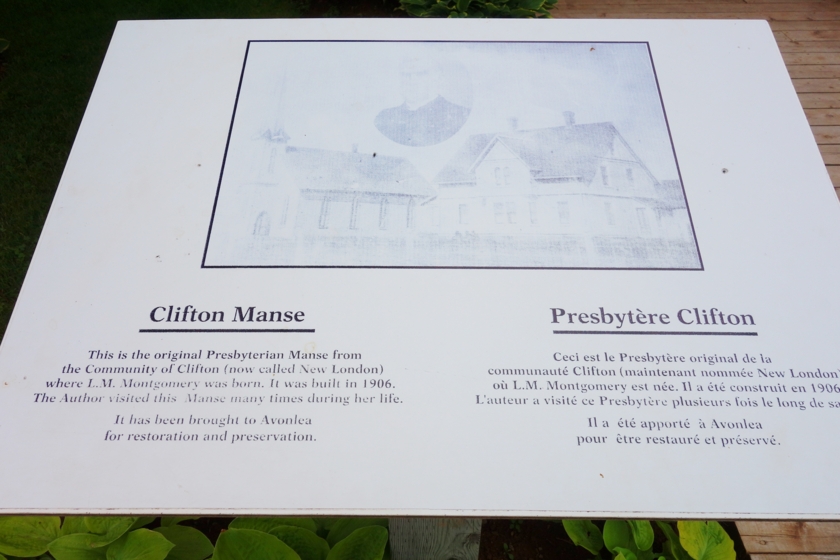 Clifton Manse
This is the original Presbyterian Manse from
the Community of Clifton (now called New London)
where L.M. Montgomery was born. It was built in 1906.
The Author visited this Manse many times during her life.
It has been brought to Avonlea
for restoration and preservation.
Presbytère Clifton
Ceci est le Presbytère original de la
communauté Clifton (maintenant nommée New London)
où L.M. Montgomery est née. Il a été construit en 1906
L'auteur a visité ce Presbytère plusieurs fois le long de
Il a été apporté à Avonlea
pour être restauré et préservé.